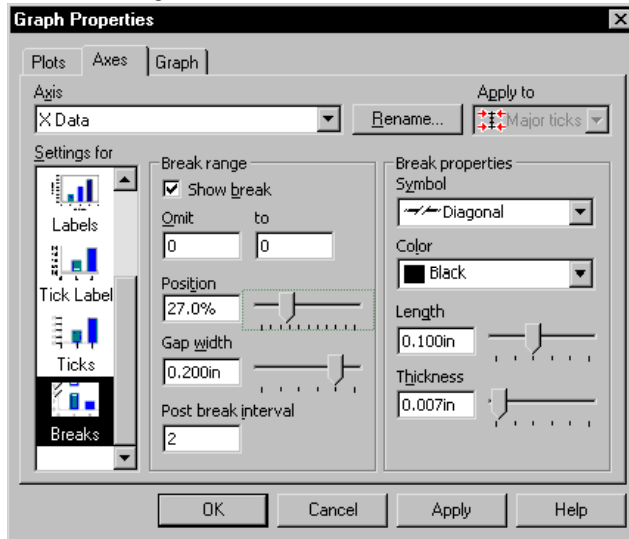 Graph Properties
Plots Axes Graph
Axis
Apply to
X Data
Rename...
Major ticks
Settings for
Labels
Tick Label
Ticks
Breaks
Break range
Show break
Omit to
0 0
Position
27.0%
Gap width
0.200in
Post break interval
2
Break properties
Symbol
Diagonal
Color
Black
Length
0.100in
Thickness
0.007in
OK Cancel Apply Help